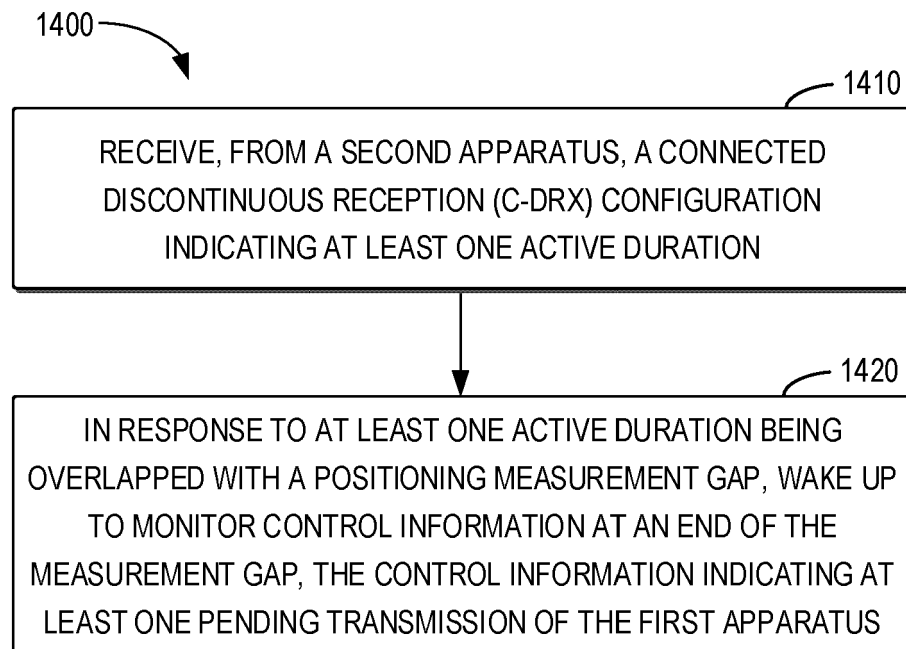 1400
1410
RECEIVE, FROM A SECOND APPARATUS, A CONNECTED
DISCONTINUOUS RECEPTION (C-DRX) CONFIGURATION
INDICATING AT LEAST ONE ACTIVE DURATION
1420
IN RESPONSE TO AT LEAST ONE ACTIVE DURATION BEING
OVERLAPPED WITH A POSITIONING MEASUREMENT GAP, WAKE UP
TO MONITOR CONTROL INFORMATION AT AN END OF THE
MEASUREMENT GAP, THE CONTROL INFORMATION INDICATING AT
LEAST ONE PENDING TRANSMISSION OF THE FIRST APPARATUS